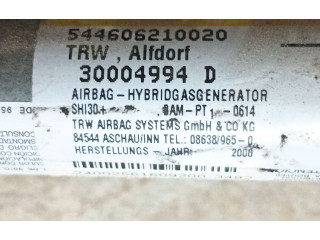 544606210020
TRW, Alfdorf
30004994 D
AIRBAG-HYBRIDGASGENERATOR
SHI30 BAM-PT -0614
TRW AIRBAG SYSTEMS GmbH & CO KG
84544 ASCHAU/INN TEL.: 08638/965-0
HERSTELLUNGS - JAHR: 2008